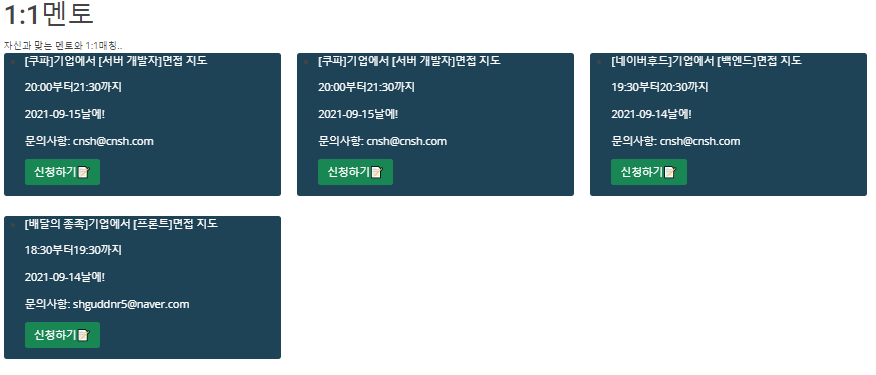 1:1멘토
자신과 맞는 멘토와 1:1매칭..
[쿠파]기업에서 [서버 개발자]면접 지도
20:00부터21:30까지
2021-09-15날에!
문의사항: cnsh@cnsh.com
신청하기📝
[쿠파]기업에서 [서버 개발자]면접 지도
20:00부터21:30까지
2021-09-15날에!
문의사항: cnsh@cnsh.com
신청하기📝
[네이버후드]기업에서 [백엔드]면접 지도
19:30부터20:30까지
2021-09-14날에!
문의사항: cnsh@cnsh.com
신청하기📝
[배달의 종족]기업에서 [프론트]면접 지도
18:30부터19:30까지
2021-09-14날에!
문의사항: shguddnr5@naver.com
신청하기📝